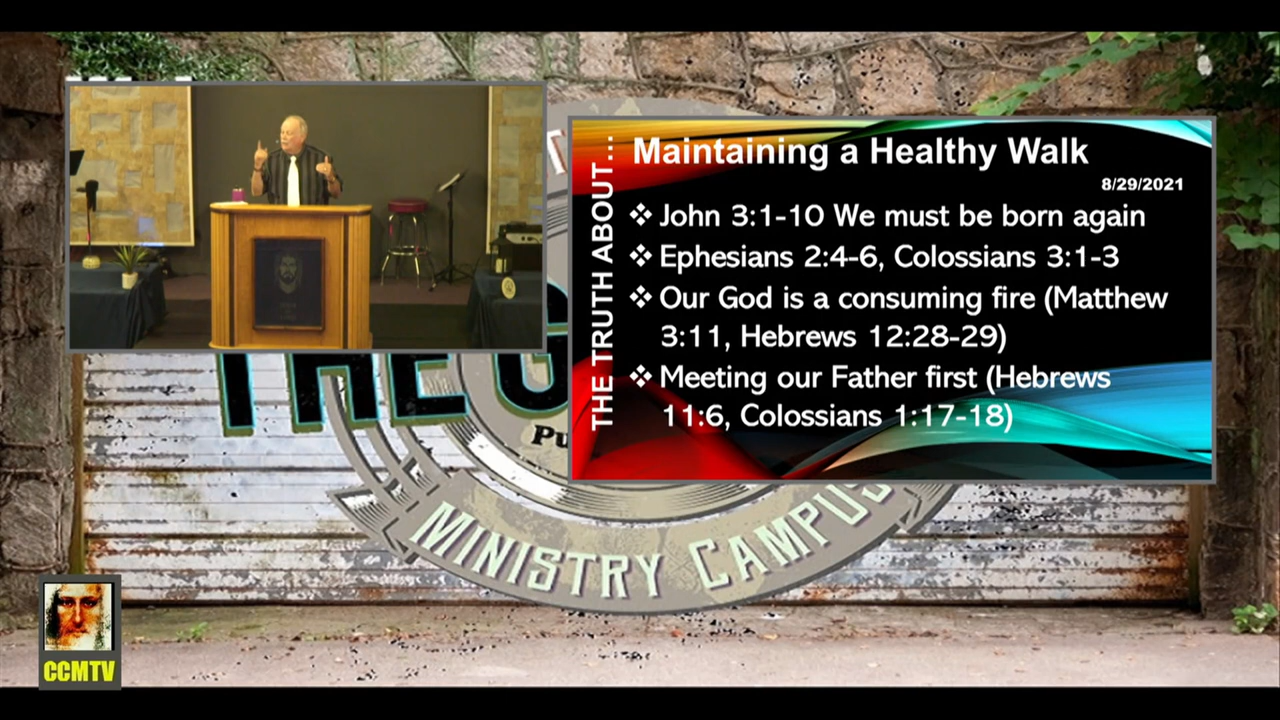 THE TRUTH ABOUT...
Maintaining a Healthy Walk
8/29/2021
❖ John 3:1-10 We must be born again
❖ Ephesians 2:4-6, Colossians 3:1-3
❖ Our God is a consuming fire (Matthew
3:11, Hebrews 12:28-29)
❖ Meeting our Father first (Hebrews
11:6, Colossians 1:17-18)
THE
MINISTRY CAMPUS
CCMTV